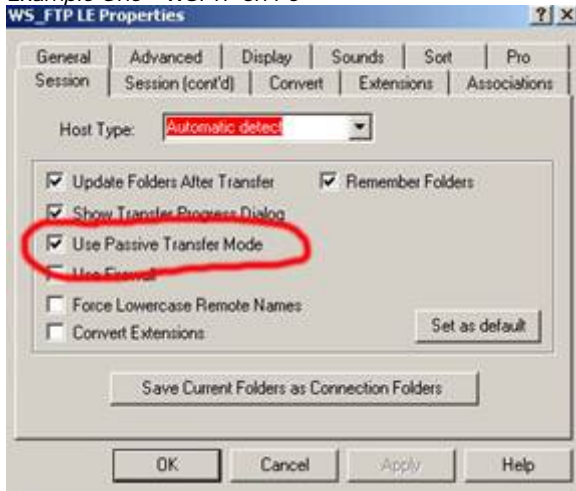 WS_FTP LE Properties
General Advanced Display Sounds Sort Pro
Session Session (cont'd) Convert Extensions Associations
Host Type: Automatic detect
Update Folders After Transfer Remember Folders
Show Transfer Progress Dialog
Use Passive Transfer Mode
Use Firewall
Force Lowercase Remote Names
Convert Extensions Set as default
Save Current Folders as Connection Folders
OK Cancel Apply Help